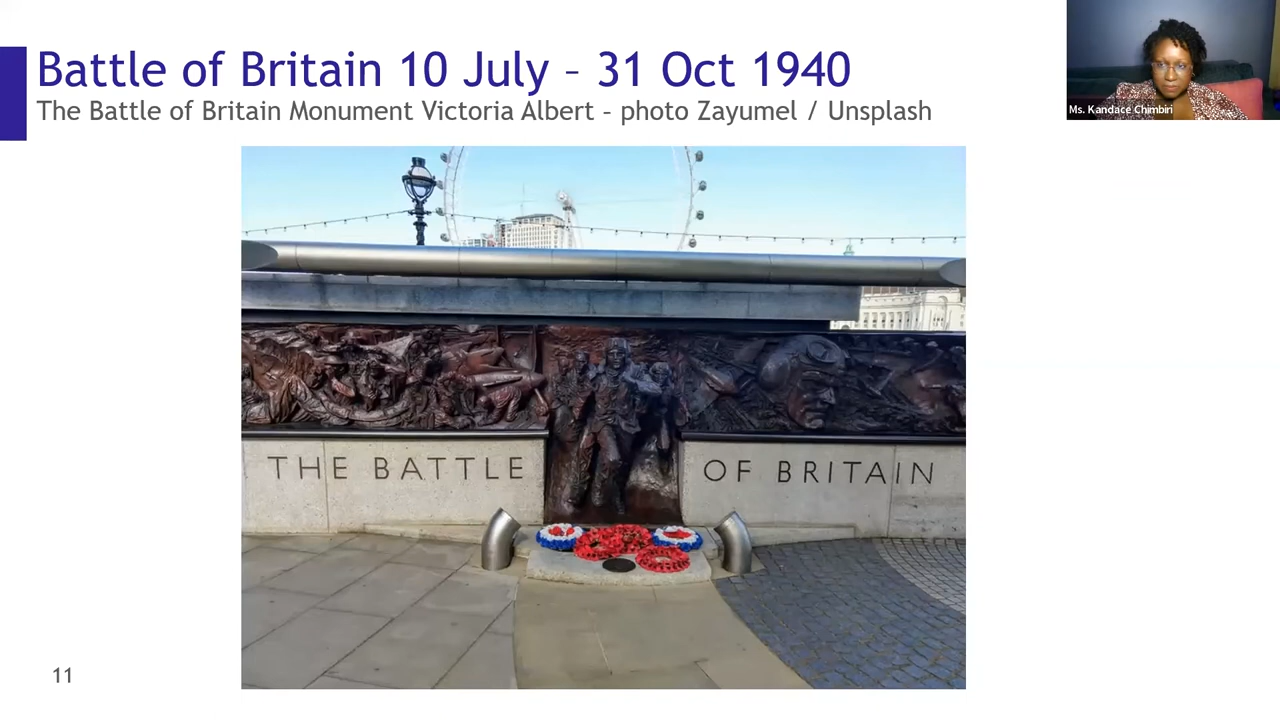 Battle of Britain 10 July – 31 Oct 1940
The Battle of Britain Monument Victoria Albert – photo Zayumel / Unsplash
Ms. Kandace Chimbiri
THE BATTLE OF BRITAIN
11